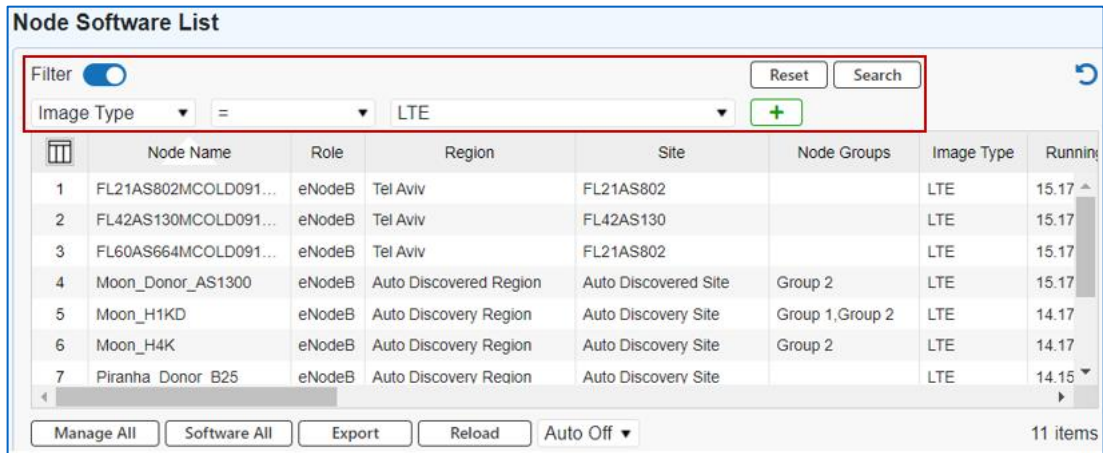 Node Software List
Filter Reset Search
Image Type = LTE +
Node Name Role Region Site Node Groups Image Type Running
1 FL21AS802MCOLD091... eNodeB Tel Aviv FL21AS802 LTE 15.17
2 FL42AS130MCOLD091... eNodeB Tel Aviv FL42AS130 LTE 15.17
3 FL60AS664MCOLD091... eNodeB Tel Aviv FL21AS802 LTE 15.17
4 Moon_Donor_AS1300 eNodeB Auto Discovered Region Auto Discovered Site Group 2 LTE 15.17
5 Moon_H1KD eNodeB Auto Discovery Region Auto Discovery Site Group 1,Group 2 LTE 14.17
6 Moon_H4K eNodeB Auto Discovery Region Auto Discovery Site Group 2 LTE 14.17
7 Piranha_Donor_B25 eNodeB Auto Discovery Region Auto Discovery Site LTE 14.15
Manage All Software All Export Reload Auto Off 11 items